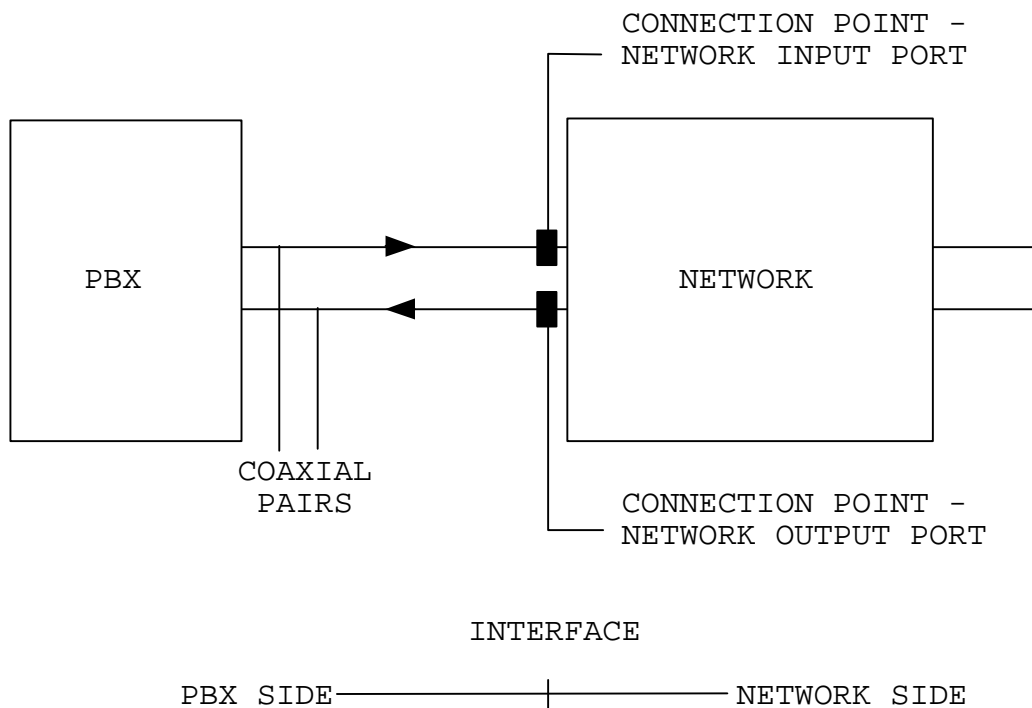 CONNECTION POINT -
NETWORK INPUT PORT
PBX
NETWORK
COAXIAL
PAIRS
CONNECTION POINT -
NETWORK OUTPUT PORT
INTERFACE
PBX SIDE
NETWORK SIDE